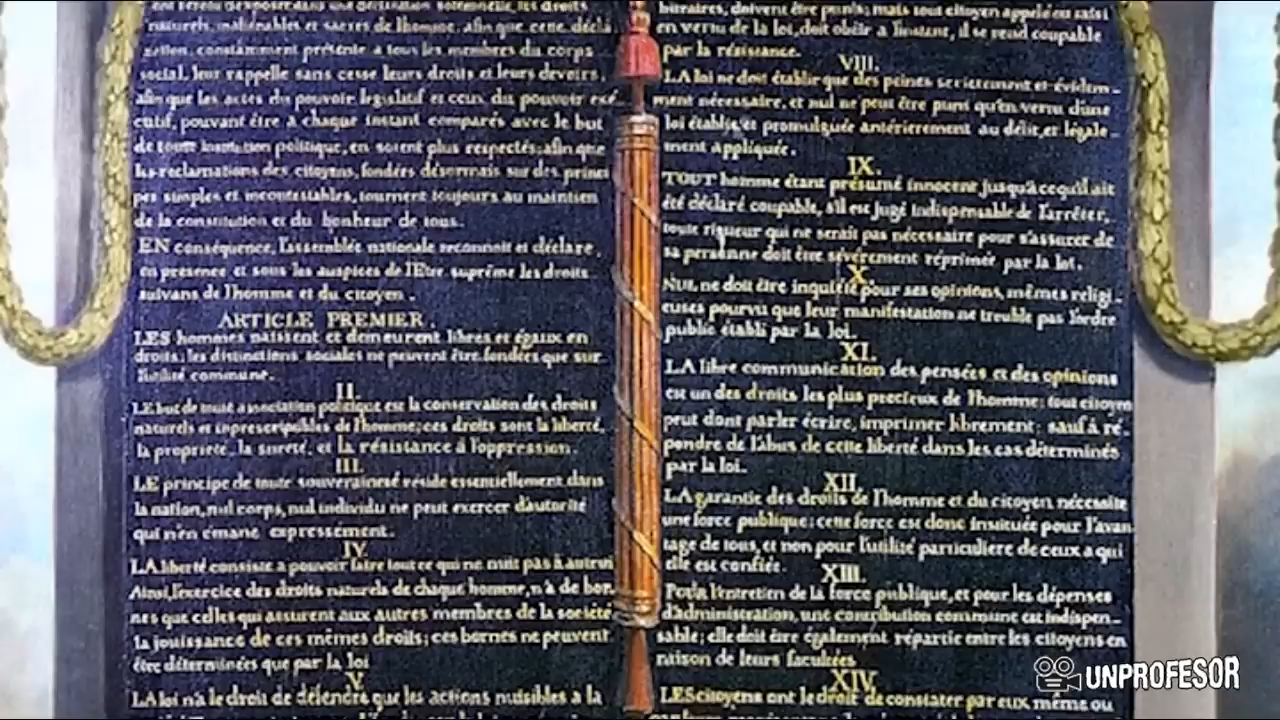 naturels, inaliénables et sacrés de l'homme, afin que cette décla
ration, constamment présente a tous les membres du corps
social, leur rappelle sans cesse leurs droits et leurs devoirs,
afin que les actes du pouvoir legislatif et ceux du pouvoir exé
cutif, pouvant être a chaque instant comparés avec le but
de toute institution politique, en soient plus respectés; afin que
les reclamations des citoyens, fondées désormais sur des princi
pes simples et incontestables, tournent toujours au maintien
de la constitution et du bonheur de tous.
EN conséquence, l'assemblée nationale reconnoit et déclare,
en presence et sous les auspices de l'Etre suprême les droits
suivans de l'homme et du citoyen.
ARTICLE PREMIER.
LES hommes naissent et demeurent libres et égaux en
droits; les distinctions sociales ne peuvent être fondées que sur
l'utilité commune.
II.
LE but de toute association politique est la conservation des droits
naturels et inprescriptibles de l'homme; ces droits sont la liberté,
la propriété, la sureté, et la résistance à l'oppression.
III.
LE principe de toute souveraineté réside essentiellement dans
la nation, nul corps, nul individu ne peut exercer d'autorité
qui n'en émane expressément.
IV.
LA liberté consiste a pouvoir faire tout ce qui ne nuit pas à autrui
Ainsi, l'exercice des droits naturels de chaque homme, n'a de bor
nes que celles qui assurent aux autres membres de la société
la jouissance de ces mêmes droits; ces bornes ne peuvent
être déterminées que par la loi
V.
LA loi n'a le droit de défendre que les actions nuisibles a la
bitraires, doivent être punis; mais tout citoyen appelé ou saisi
en vertu de la loi, doit obéir a l'instant, il se rend coupable
par la résistance.
VIII.
LA loi ne doit établir que des peines strictement et évidem-
ment nécessaire, et nul ne peut être puni qu'en vertu d'une
loi établie, et promulguée antérierement au délit, et légale-
ment appliquée.
IX.
TOUT homme étant présumé innocent jusqu'a ce qu'il ait
été déclaré coupable, s'il est jugé indispensable de l'arrêter,
toute rigueur qui ne serait pas nécessaire pour s'assurer de
sa personne doit être sévèrement réprimée par la loi.
X.
NUL ne doit être inquiété pour ses opinions, mêmes religi-
euses pourvu que leur manifestation ne trouble pas l'ordre
public établi par la loi.
XI.
LA libre communication des pensées et des opinions
est un des droits les plus precieux de l'homme: tout citoyen
peut dont parler écrire, imprimer librement: sauf à ré-
pondre de l'abus de cette liberté dans les cas déterminés
par la loi.
XII.
LA garantie des droits de l'homme et du citoyen nécessite
une force publique; cette force est donc instituée pour l'avan
tage de tous, et non pour l'utilité particuliere de ceux a qui
elle est confiée.
XIII.
Pour l'entretien de la force publique, et pour les dépenses
d'administration, une contribution commune est indispen-
sable; elle doit être également répartie entre les citoyens en
raison de leurs facultées
XIV.
LES citoyens ont le droit de constater par eux même ou
UNPROFESOR